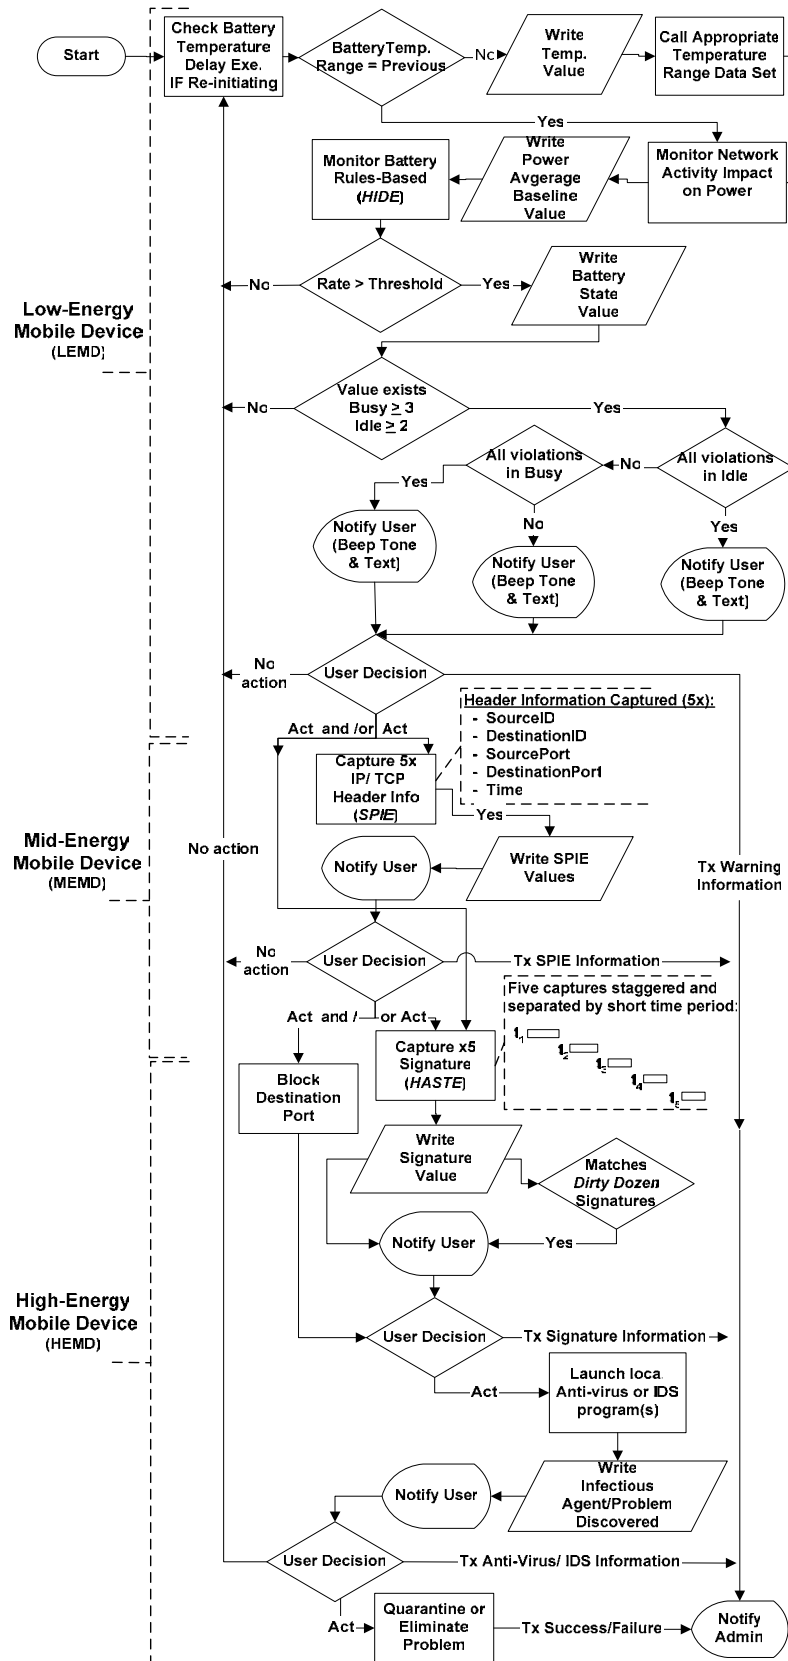 Start
Check Battery
Temperature
Delay Exe.
IF Re-initiating
BatteryTemp.
Range = Previous
Nc
Write
Temp.
Value
Call Appropriate
Temperature
Range Data Set
Yes
Monitor Battery
Rules-Based
(HIDE)
Write
Power
Avgerage
Baseline
Value
Monitor Network
Activity Impact
on Power
No
Rate > Threshold
Yes
Write
Battery
State
Value
Low-Energy
Mobile Device
(LEMD)
No
Value exists
Busy ≥ 3
Idle ≥ 2
Yes
All violations
in Busy
No
All violations
in Idle
Yes
No
Yes
Notify User
(Beep Tone
& Text)
Notify User
(Beep Tone
& Text)
Notify User
(Beep Tone
& Text)
No
action
User Decision
Header Information Captured (5x):
- SourceID
- DestinationID
- SourcePort
- DestinationPort
- Time
Act and /or Act
Capture 5x
IP/ TCP
Header Info
(SPIE)
Yes
Mid-Energy
Mobile Device
(MEMD)
No action
Notify User
Write SPIE
Values
Tx Warning
Information
No
action
User Decision
Tx SPIE Information
Five captures staggered and
separated by short time period:
t1
t2
t3
t4
t5
Act and / or Act
Block
Destination
Port
Capture x5
Signature
(HASTE)
Write
Signature
Value
Matches
Dirty Dozen
Signatures
Notify User
Yes
High-Energy
Mobile Device
(HEMD)
User Decision
Tx Signature Information
Act
Launch loca.
Anti-virus or IDS
program(s)
Notify User
Write
Infectious
Agent/Problem
Discovered
User Decision
Tx Anti-Virus/ IDS Information
Act
Quarantine or
Eliminate
Problem
Tx Success/Failure
Notify
Admin